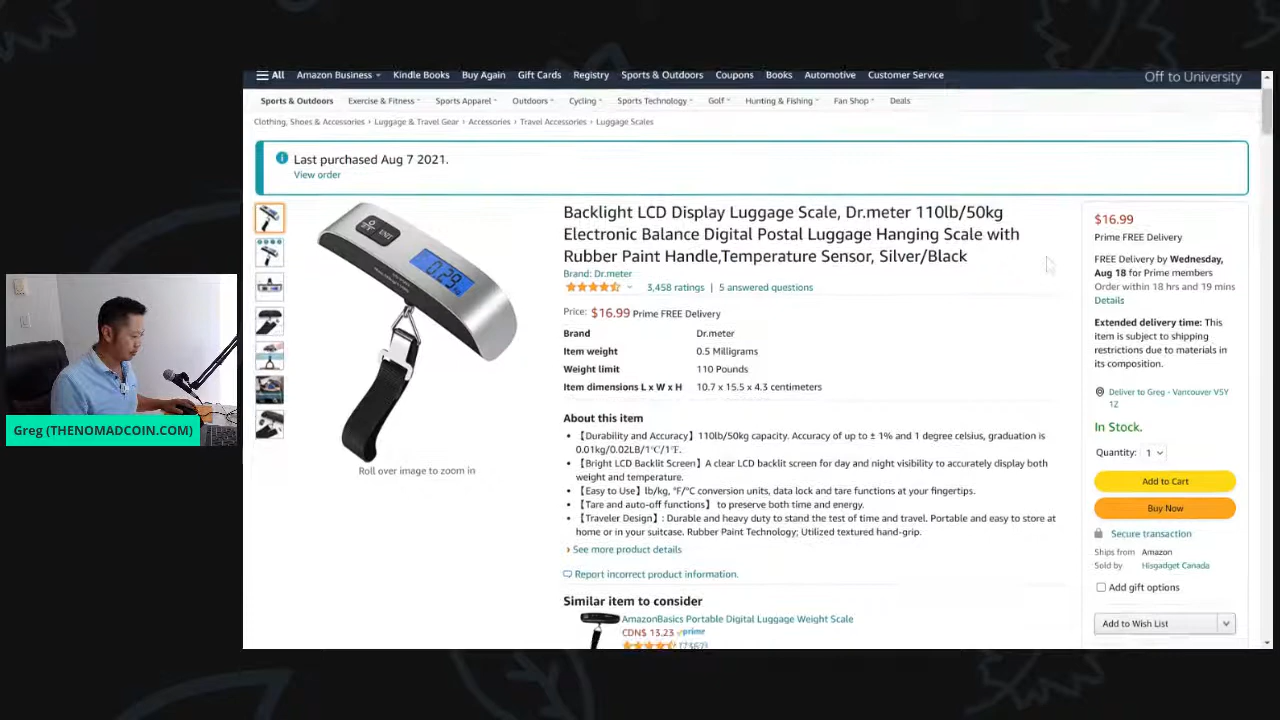 All Amazon Business Kindle Books Buy Again Gift Cards Registry Sports & Outdoors Coupons Books Automotive Customer Service Off to University
Sports & Outdoors Exercise & Fitness Sports Apparel Outdoors Cycling Sports Technology Golf Hunting & Fishing Fan Shop Deals
Clothing, Shoes & Accessories › Luggage & Travel Gear › Accessories › Travel Accessories › Luggage Scales
Last purchased Aug 7 2021.
View order
UNIT
0.29
Roll over image to zoom in
Backlight LCD Display Luggage Scale, Dr.meter 110lb/50kg
Electronic Balance Digital Postal Luggage Hanging Scale with
Rubber Paint Handle,Temperature Sensor, Silver/Black
Brand: Dr.meter
3,458 ratings | 5 answered questions
Price: $16.99 Prime FREE Delivery
Brand Dr.meter
Item weight 0.5 Milligrams
Weight limit 110 Pounds
Item dimensions L x W x H 10.7 x 15.5 x 4.3 centimeters
About this item
• 【Durability and Accuracy】110lb/50kg capacity. Accuracy of up to ± 1% and 1 degree celsius, graduation is
0.01kg/0.02LB/1℃/1℉.
• 【Bright LCD Backlit Screen】A clear LCD backlit screen for day and night visibility to accurately display both
weight and temperature.
• 【Easy to Use】lb/kg, °F/°C conversion units, data lock and tare functions at your fingertips.
• 【Tare and auto-off functions】 to preserve both time and energy.
• 【Traveler Design】: Durable and heavy duty to stand the test of time and travel. Portable and easy to store at
home or in your suitcase. Rubber Paint Technology; Utilized textured hand-grip.
› See more product details
Report incorrect product information.
Similar item to consider
AmazonBasics Portable Digital Luggage Weight Scale
CDN$ 13.23 prime
(7367)
$16.99
Prime FREE Delivery
FREE Delivery by Wednesday,
Aug 18 for Prime members
Order within 18 hrs and 19 mins
Details
Extended delivery time: This
item is subject to shipping
restrictions due to materials in
its composition.
Deliver to Greg - Vancouver V5Y
1Z
In Stock.
Quantity: 1
Add to Cart
Buy Now
Secure transaction
Ships from Amazon
Sold by Hisgadget Canada
Add gift options
Add to Wish List
Greg (THENOMADCOIN.COM)